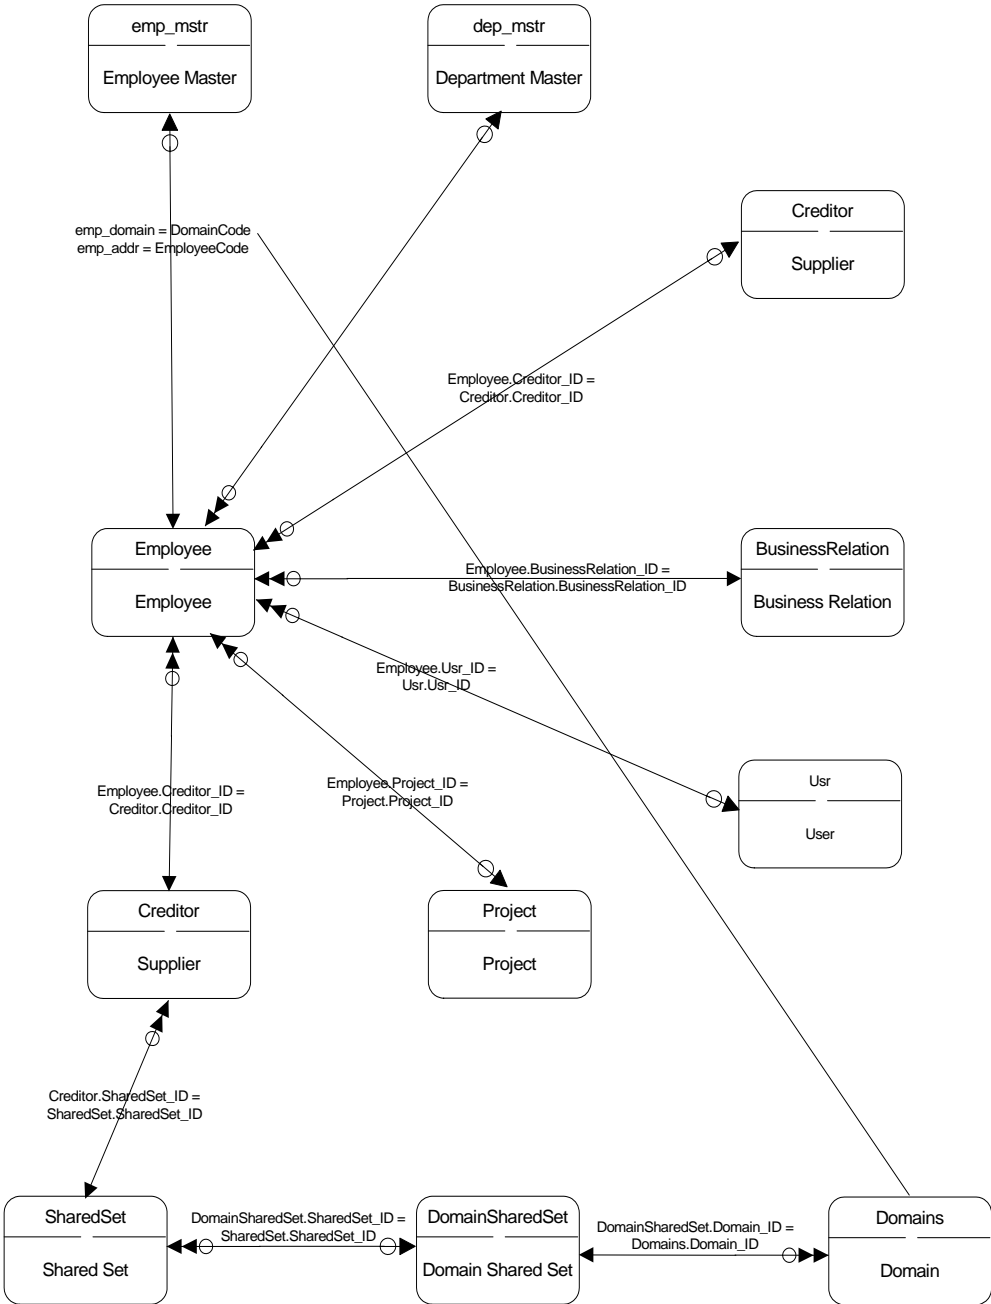 emp_mstr
Employee Master
dep_mstr
Department Master
emp_domain = DomainCode
emp_addr = EmployeeCode
Creditor
Supplier
Employee.Creditor_ID =
Creditor.Creditor_ID
Employee
Employee
Employee.BusinessRelation_ID =
BusinessRelation.BusinessRelation_ID
BusinessRelation
Business Relation
Employee.Usr_ID =
Usr.Usr_ID
Employee.Creditor_ID =
Creditor.Creditor_ID
Employee.Project_ID =
Project.Project_ID
Usr
User
Creditor
Supplier
Project
Project
Creditor.SharedSet_ID =
SharedSet.SharedSet_ID
SharedSet
Shared Set
DomainSharedSet.SharedSet_ID =
SharedSet.SharedSet_ID
DomainSharedSet
Domain Shared Set
DomainSharedSet.Domain_ID =
Domains.Domain_ID
Domains
Domain